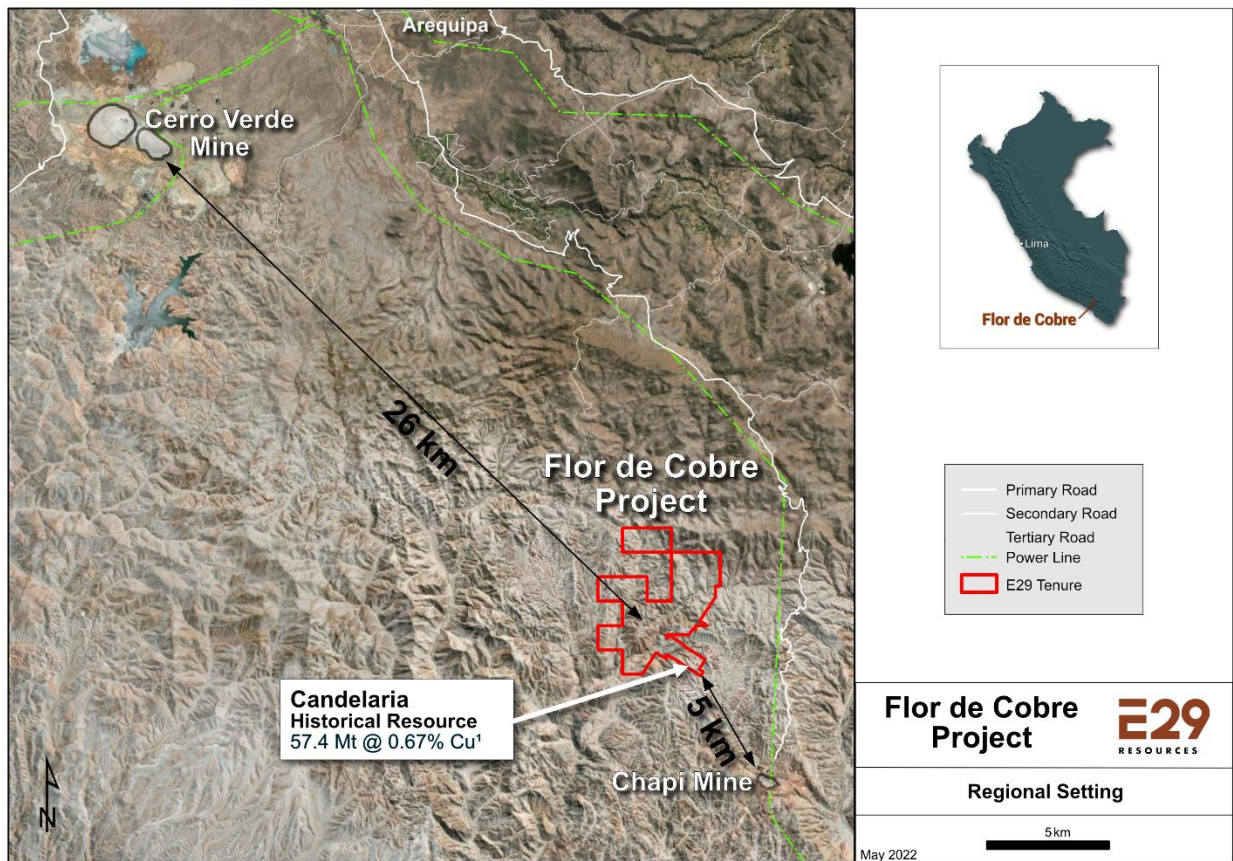 Arequipa
Cerro Verde
Mine
26 km
Flor de Cobre
Project
Candelaria
Historical Resource
57.4 Mt @ 0.67% Cu¹
5 km
Chapi Mine
N
Lima
Flor de Cobre
Primary Road
Secondary Road
Tertiary Road
Power Line
E29 Tenure
Flor de Cobre
Project
E29
RESOURCES
Regional Setting
May 2022
5km